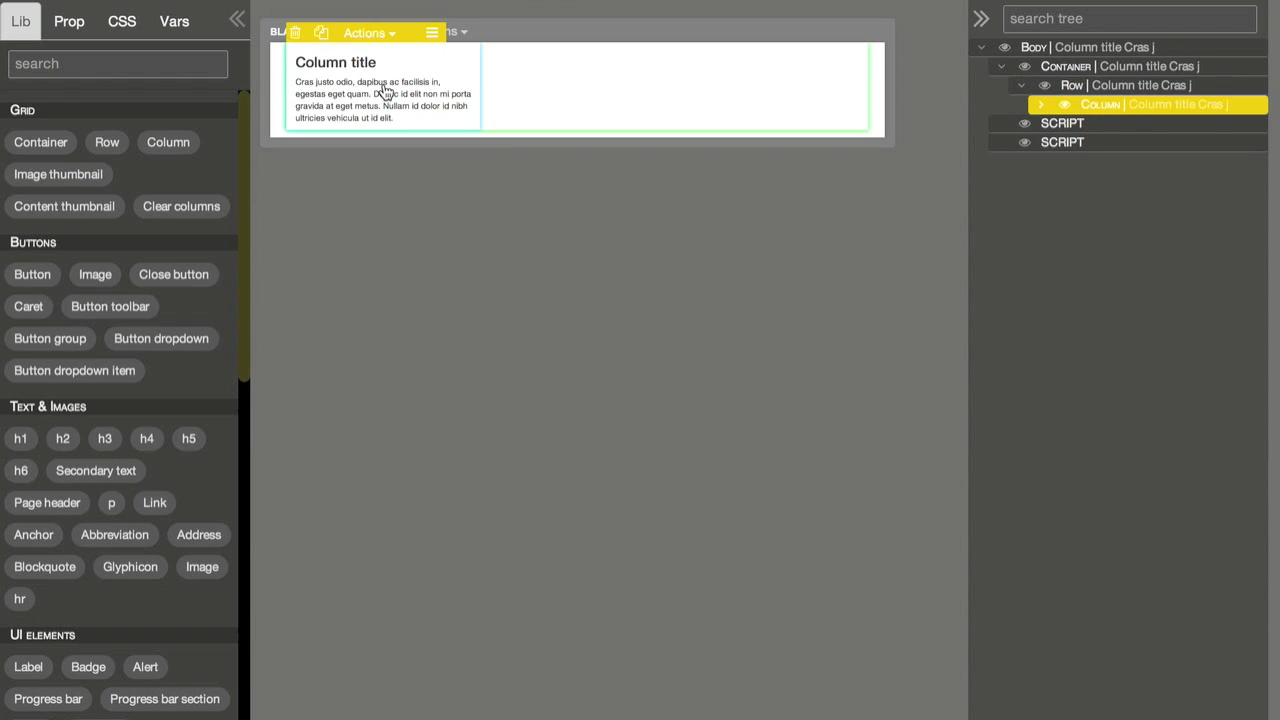 Lib Prop CSS Vars
search
Grid
Container Row Column
Image thumbnail
Content thumbnail Clear columns
Buttons
Button Image Close button
Caret Button toolbar
Button group Button dropdown
Button dropdown item
Text & Images
h1 h2 h3 h4 h5
h6 Secondary text
Page header p Link
Anchor Abbreviation Address
Blockquote Glyphicon Image
hr
UI elements
Label Badge Alert
Progress bar Progress bar section
Actions
Column title
Cras justo odio, dapibus ac facilisis in,
egestas eget quam. id elit non mi porta
gravida at eget metus. Nullam id dolor id nibh
ultricies vehicula ut id elit.
search tree
Body | Column title Cras j
Container | Column title Cras j
Row | Column title Cras j
Column | Column title Cras j
SCRIPT
SCRIPT